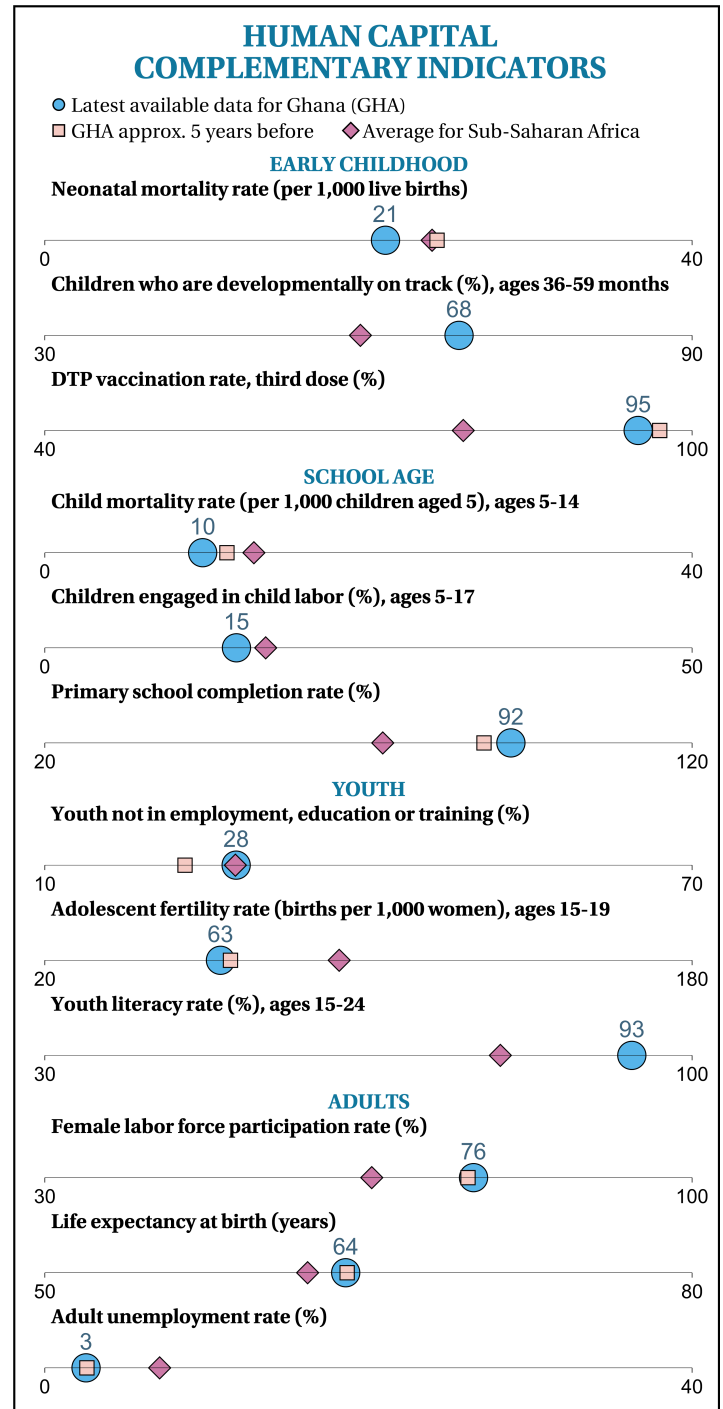 HUMAN CAPITAL
COMPLEMENTARY INDICATORS
Latest available data for Ghana (GHA)
GHA approx. 5 years before Average for Sub-Saharan Africa
EARLY CHILDHOOD
Neonatal mortality rate (per 1,000 live births)
21
0 40
Children who are developmentally on track (%), ages 36-59 months
68
30 90
DTP vaccination rate, third dose (%)
95
40 100
SCHOOL AGE
Child mortality rate (per 1,000 children aged 5), ages 5-14
10
0 40
Children engaged in child labor (%), ages 5-17
15
0 50
Primary school completion rate (%)
92
20 120
YOUTH
Youth not in employment, education or training (%)
28
10 70
Adolescent fertility rate (births per 1,000 women), ages 15-19
63
20 180
Youth literacy rate (%), ages 15-24
93
30 100
ADULTS
Female labor force participation rate (%)
76
30 100
Life expectancy at birth (years)
64
50 80
Adult unemployment rate (%)
3
0 40